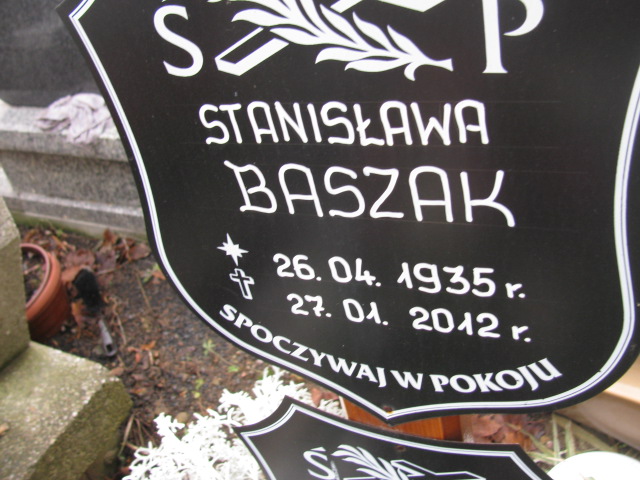 Ś P
STANISŁAWA
BASZAK
26. 04. 1935 r.
27. 01. 2012 r.
SPOCZYWAJ W POKOJU
Ś